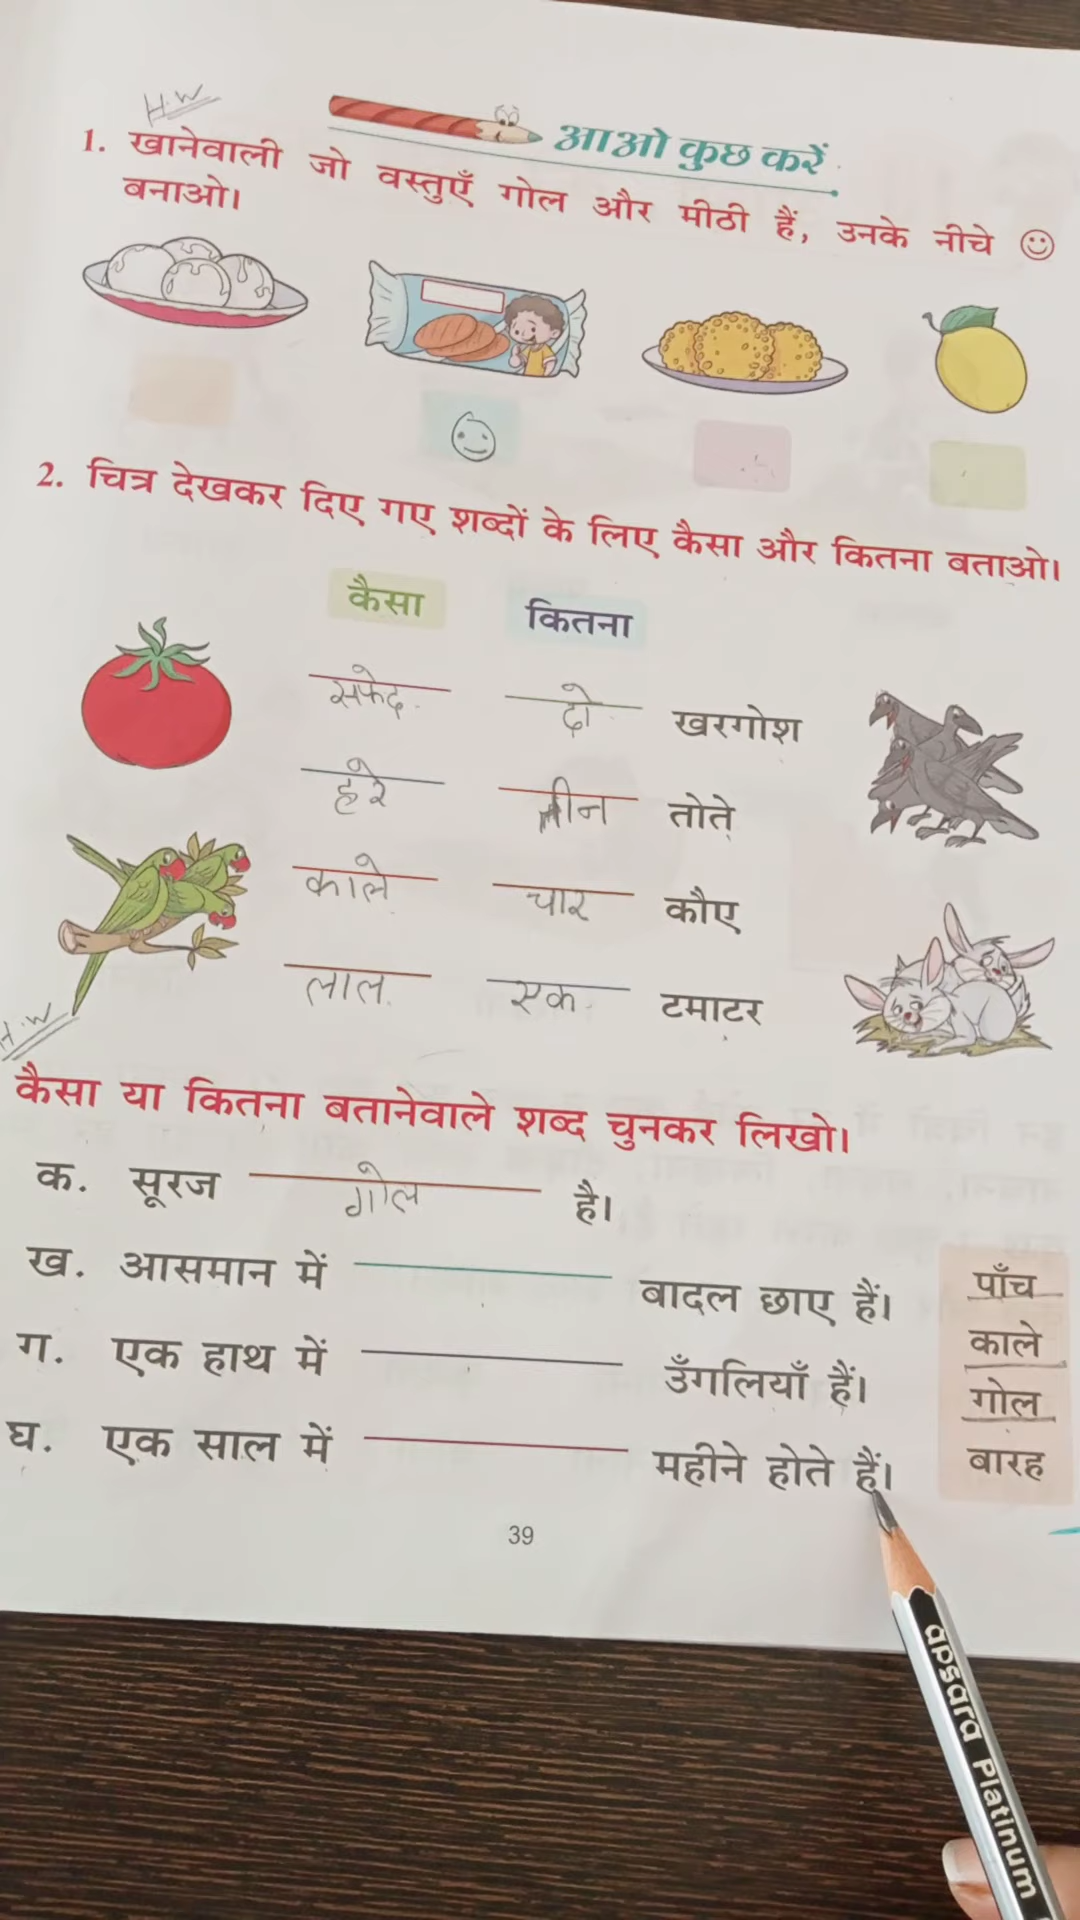 H.W
आओ कुछ करें
1. खानेवाली जो वस्तुएँ गोल और मीठी हैं, उनके नीचे
बनाओ।
2. चित्र देखकर दिए गए शब्दों के लिए कैसा और कितना बताओ।
कैसा कितना
सफेद दो खरगोश
हरे तीन तोते
काले चार कौए
लाल एक टमाटर
H.W
कैसा या कितना बतानेवाले शब्द चुनकर लिखो।
क. सूरज गोल है।
ख. आसमान में बादल छाए हैं।
ग. एक हाथ में उँगलियाँ हैं।
घ. एक साल में महीने होते हैं।
पाँच
काले
गोल
बारह
39
apsara Platinum